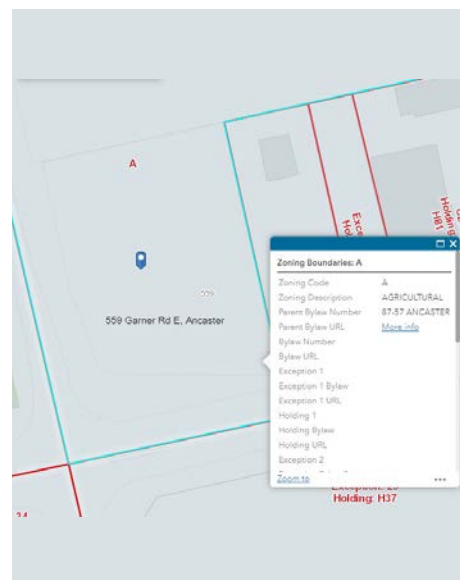 A
559
559 Garner Rd E, Ancaster
Holding
H81
Zoning Boundaries: A
Zoning Code A
Zoning Description AGRICULTURAL
Parent Bylaw Number 87-57 ANCASTER
Parent Bylaw URL More info
Bylaw Number
Bylaw URL
Exception 1
Exception 1 Bylaw
Exception 1 URL
Holding 1
Holding Bylaw
Holding URL
Exception 2
Zoom to
Holding: H37